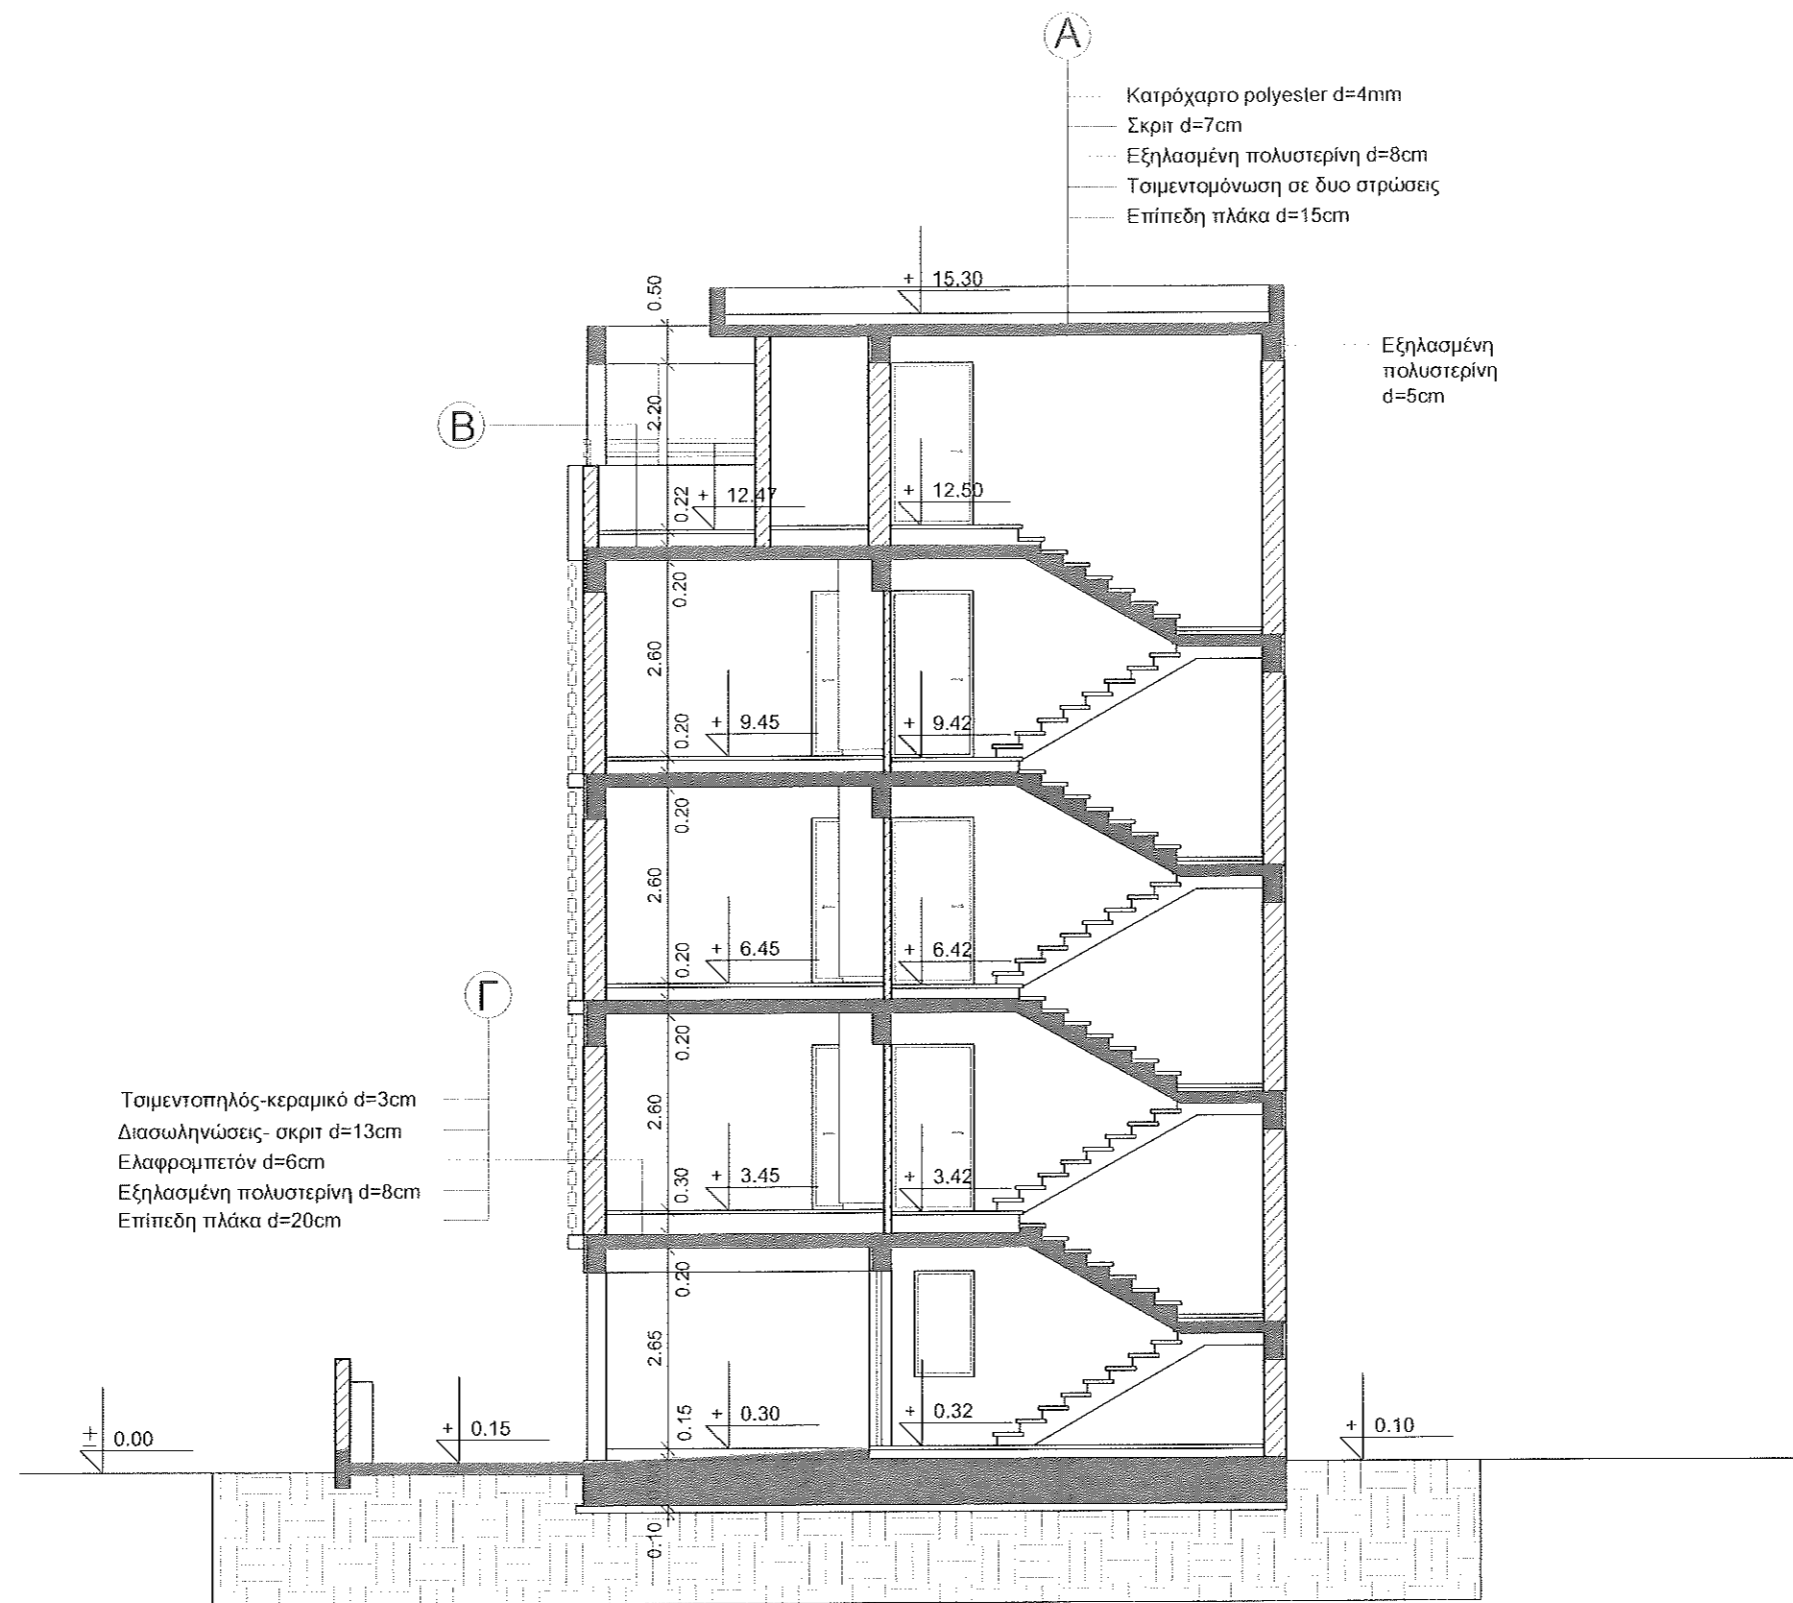 A
Κατρόχαρτο polyester d=4mm
Σκριτ d=7cm
Εξηλασμένη πολυστερίνη d=8cm
Τσιμεντομόνωση σε δυο στρώσεις
Επίπεδη πλάκα d=15cm
+ 15.30
0.50
Εξηλασμένη
πολυστερίνη
d=5cm
2.20
B
0.22
+ 12.47
+ 12.50
0.20
2.60
0.20
+ 9.45
+ 9.42
0.20
2.60
0.20
+ 6.45
+ 6.42
Γ
0.20
Τσιμεντοπηλός-κεραμικό d=3cm
Διασωληνώσεις- σκριτ d=13cm
Ελαφρομπετόν d=6cm
Εξηλασμένη πολυστερίνη d=8cm
Επίπεδη πλάκα d=20cm
2.60
0.30
+ 3.45
+ 3.42
0.20
2.65
0.15
+ 0.30
+ 0.32
± 0.00
+ 0.15
+ 0.10
0.10